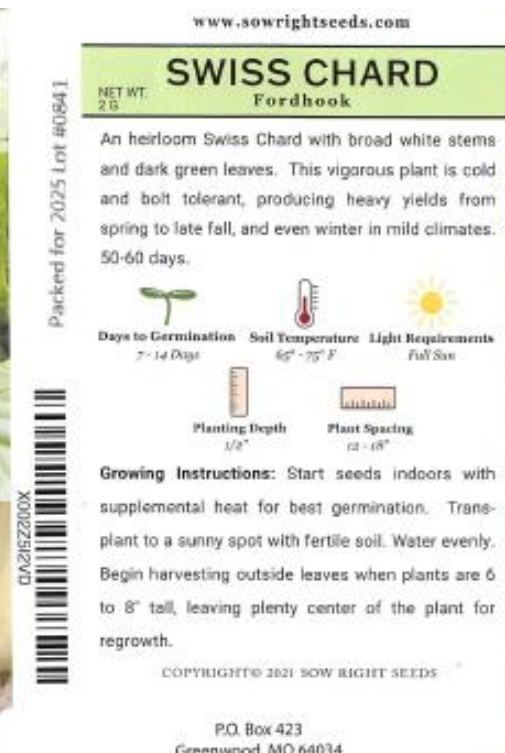 www.sowrightseeds.com
SWISS CHARD
NET WT.
2 G
Fordhook
An heirloom Swiss Chard with broad white stems
and dark green leaves. This vigorous plant is cold
and bolt tolerant, producing heavy yields from
spring to late fall, and even winter in mild climates.
50-60 days.
Days to Germination
7 - 14 Days
Soil Temperature
65° - 75° F
Light Requirements
Full Sun
Planting Depth
1/2"
Plant Spacing
12 - 18"
Growing Instructions: Start seeds indoors with
supplemental heat for best germination. Trans-
plant to a sunny spot with fertile soil. Water evenly.
Begin harvesting outside leaves when plants are 6
to 8" tall, leaving plenty center of the plant for
regrowth.
COPYRIGHT© 2021 SOW RIGHT SEEDS
P.O. Box 423
Greenwood, MO 64034
Packed for 2025 Lot #0841
X002Z5I2VD